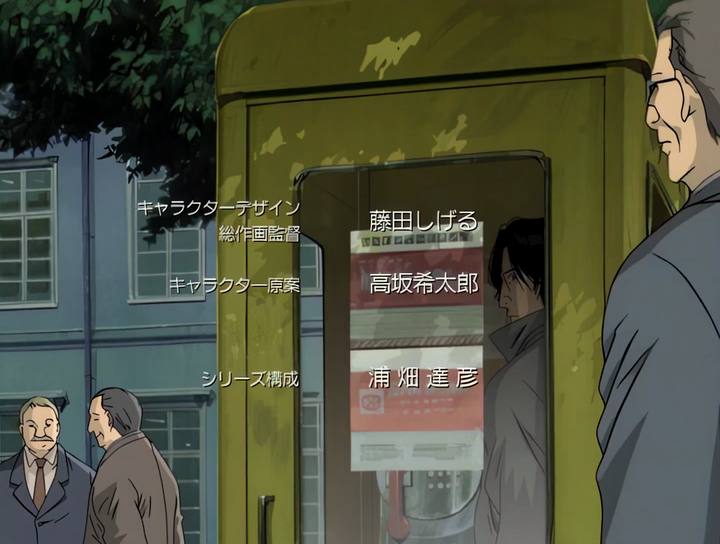 キャラクターデザイン
総作画監督
藤田しげる
キャラクター原案
高坂希太郎
シリーズ構成
浦畑達彦